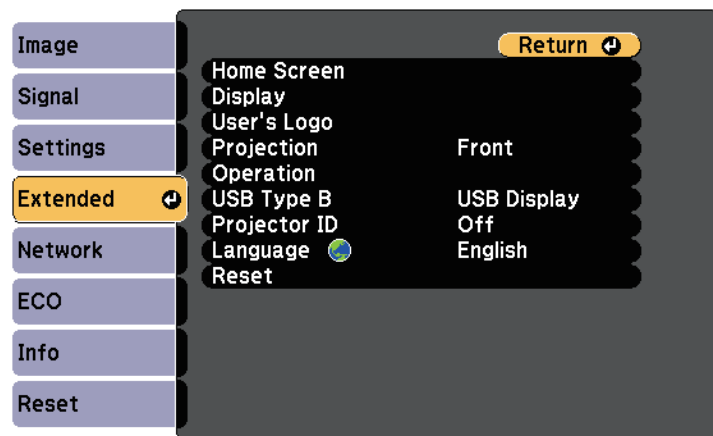 Image
Signal
Settings
Extended
Network
ECO
Info
Reset
Return
Home Screen
Display
User's Logo
Projection Front
Operation
USB Type B USB Display
Projector ID Off
Language English
Reset